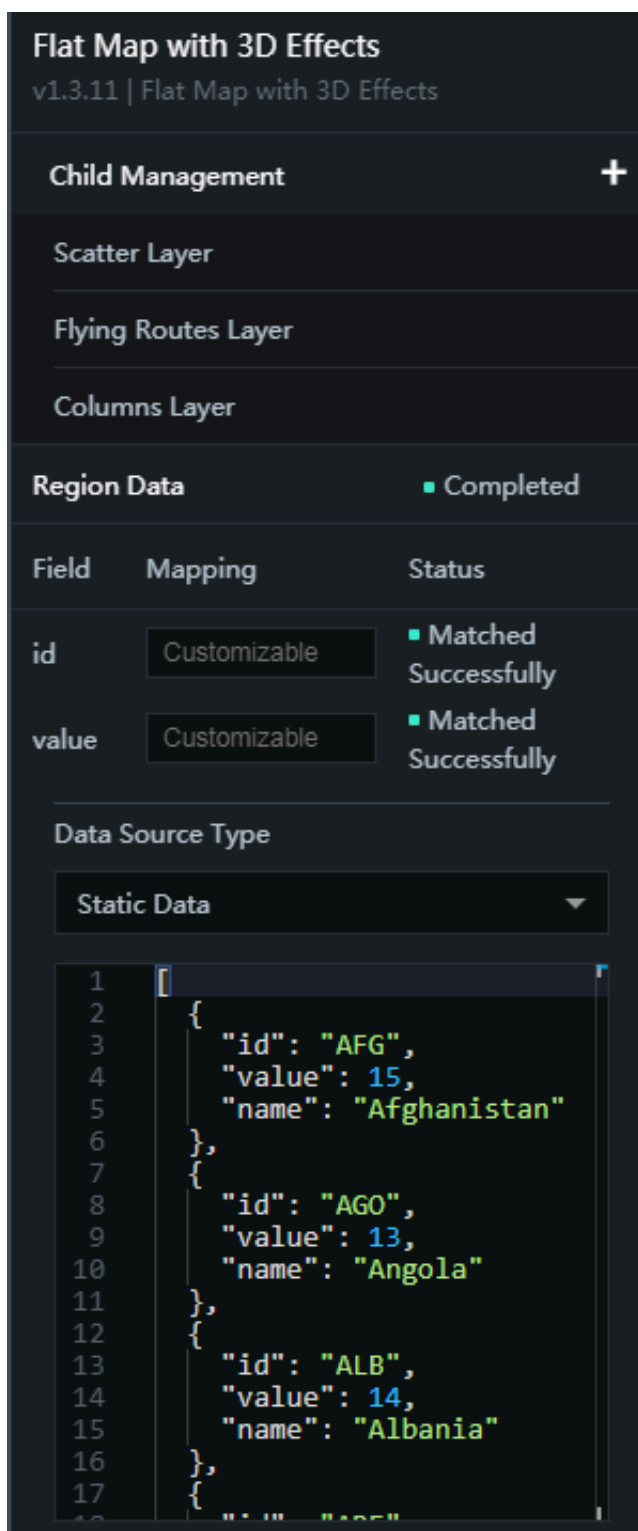 Flat Map with 3D Effects
v1.3.11 | Flat Map with 3D Effects
Child Management +
Scatter Layer
Flying Routes Layer
Columns Layer
Region Data Completed
Field Mapping Status
id Customizable Matched Successfully
value Customizable Matched Successfully
Data Source Type
Static Data
1 [
2 {
3 "id": "AFG",
4 "value": 15,
5 "name": "Afghanistan"
6 },
7 {
8 "id": "AGO",
9 "value": 13,
10 "name": "Angola"
11 },
12 {
13 "id": "ALB",
14 "value": 14,
15 "name": "Albania"
16 },
17 {